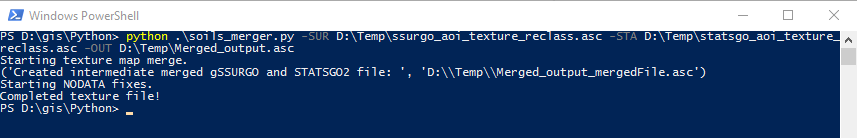 Windows PowerShell
PS D:\gis\Python> python .\soils_merger.py -SUR D:\Temp\ssurgo_aoi_texture_reclass.asc -STA D:\Temp\statsgo_aoi_texture_
reclass.asc -OUT D:\Temp\Merged_output.asc
Starting texture map merge.
('Created intermediate merged gSSURGO and STATSGO2 file: ', 'D:\\Temp\\Merged_output_mergedFile.asc')
Starting NODATA fixes.
Completed texture file!
PS D:\gis\Python>